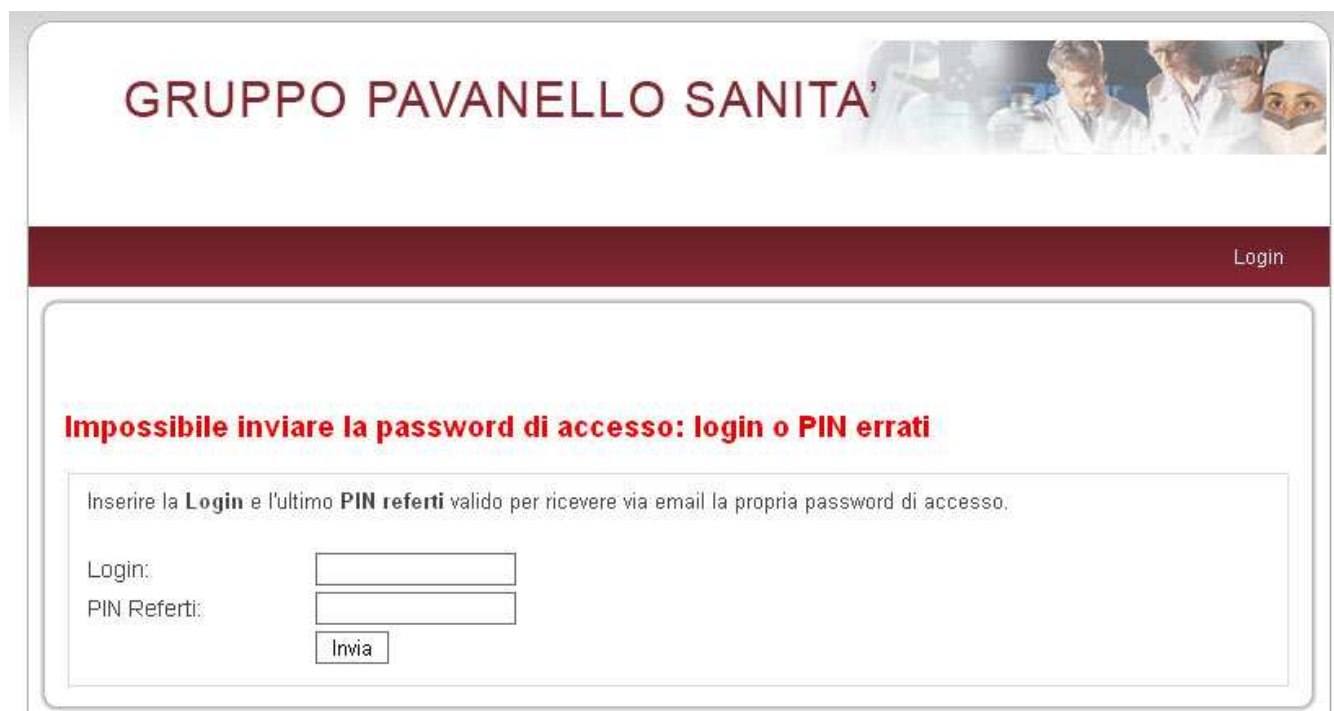 GRUPPO PAVANELLO SANITA'
Login
Impossibile inviare la password di accesso: login o PIN errati
Inserire la Login e l'ultimo PIN referti valido per ricevere via email la propria password di accesso.
Login:
PIN Referti:
Invia